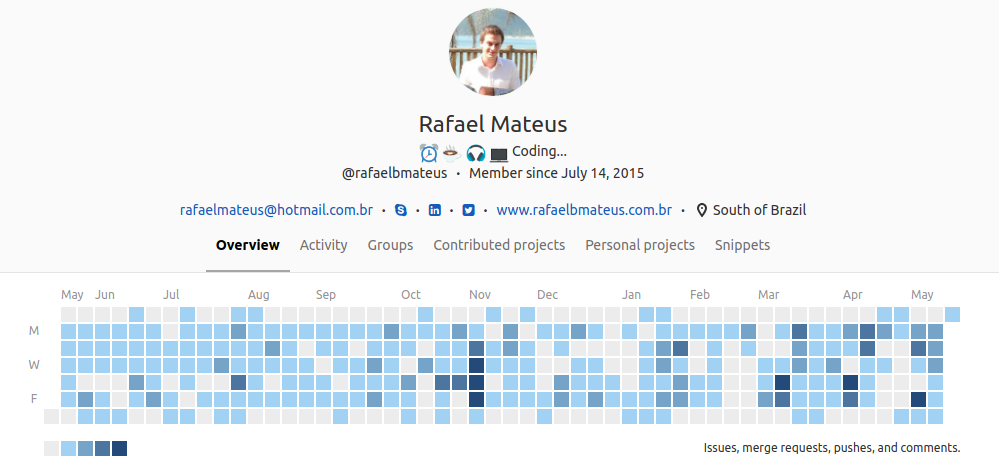 Rafael Mateus
Coding...
@rafaelbmateus • Member since July 14, 2015
rafaelmateus@hotmail.com.br • • • • www.rafaelbmateus.com.br • South of Brazil
Overview Activity Groups Contributed projects Personal projects Snippets
May Jun Jul Aug Sep Oct Nov Dec Jan Feb Mar Apr May
M
W
F
Issues, merge requests, pushes, and comments.